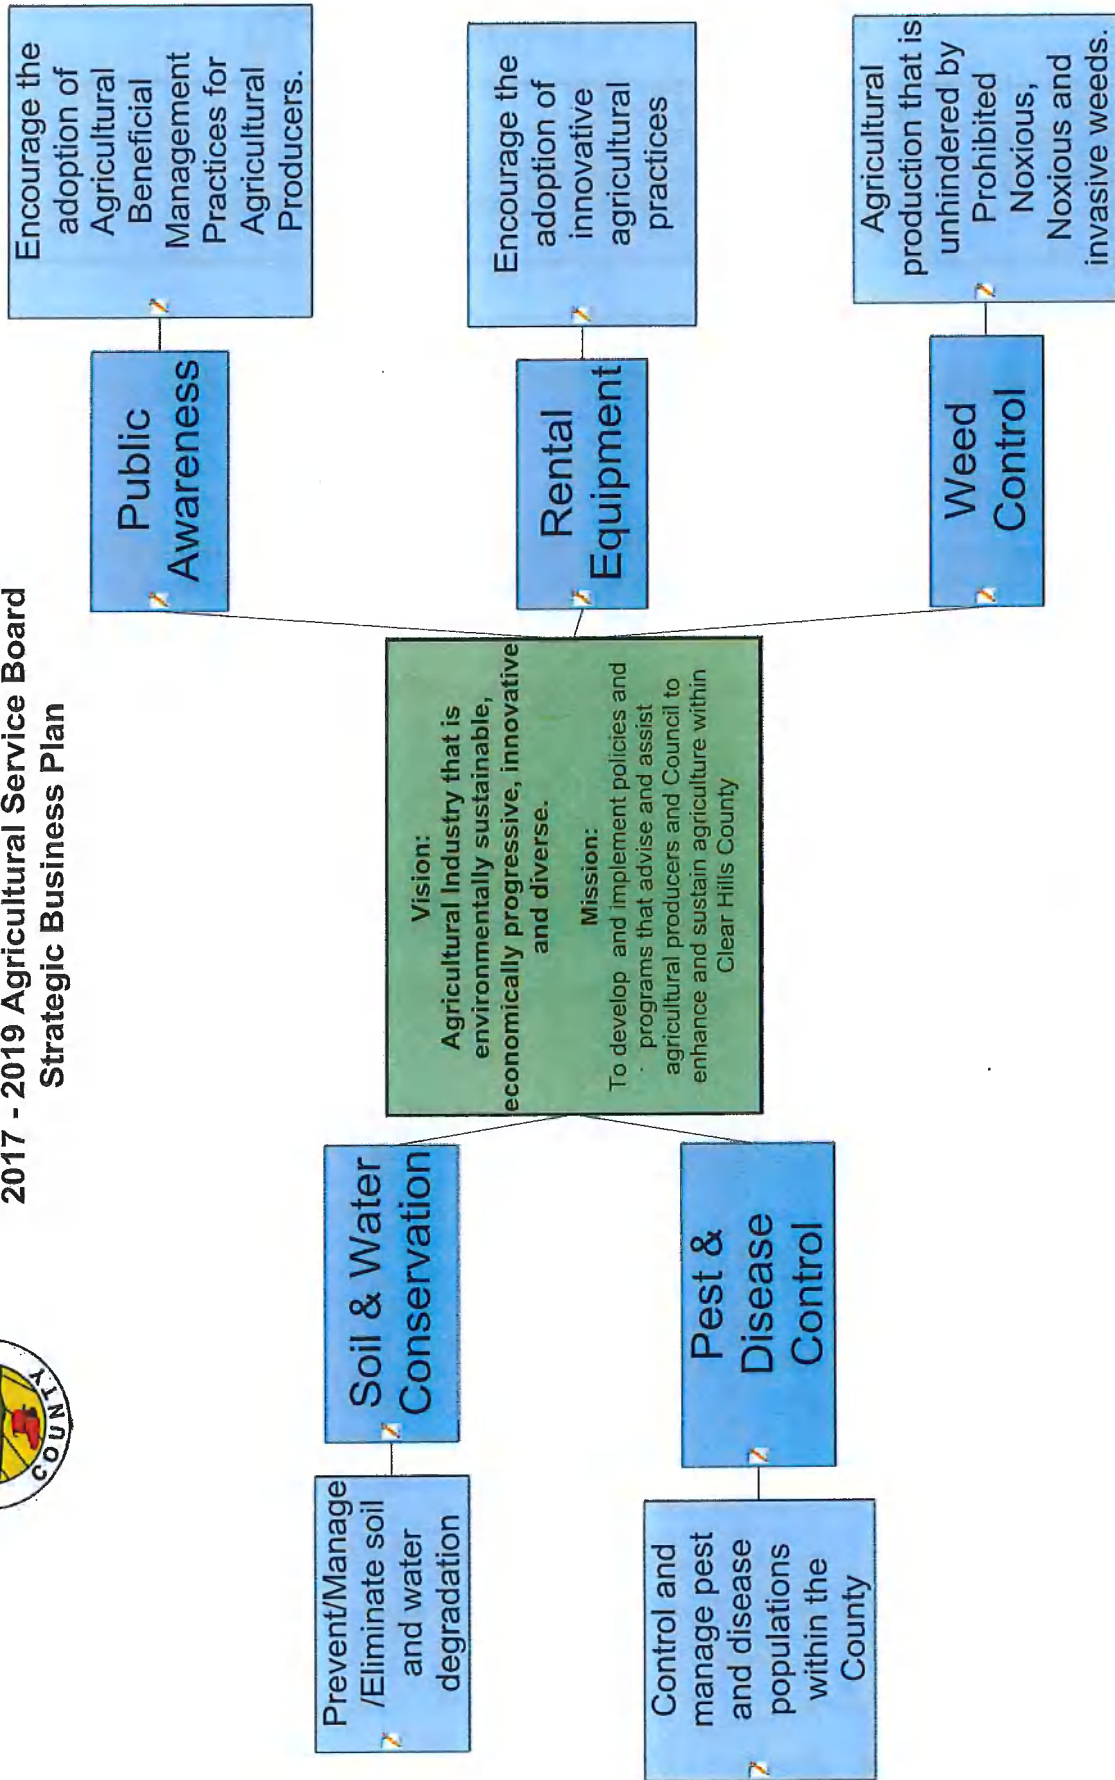 2017 - 2019 Agricultural Service Board
Strategic Business Plan
COUNTY
Vision:
Agricultural Industry that is
environmentally sustainable,
economically progressive, innovative
and diverse.
Mission:
To develop and implement policies and
programs that advise and assist
agricultural producers and Council to
enhance and sustain agriculture within
Clear Hills County
Soil & Water
Conservation
Prevent/Manage
/Eliminate soil
and water
degradation
Pest &
Disease
Control
Control and
manage pest
and disease
populations
within the
County
Public
Awareness
Encourage the
adoption of
Agricultural
Beneficial
Management
Practices for
Agricultural
Producers.
Rental
Equipment
Encourage the
adoption of
innovative
agricultural
practices
Weed
Control
Agricultural
production that is
unhindered by
Prohibited
Noxious,
Noxious and
invasive weeds.